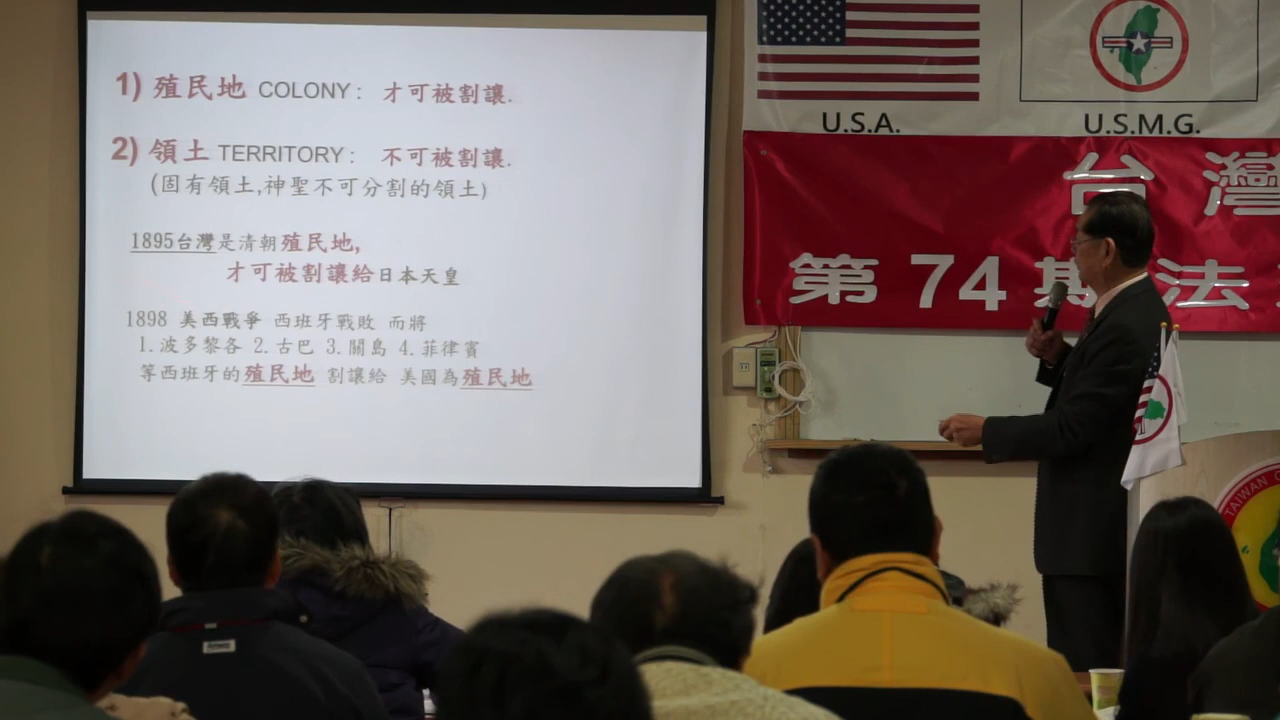 1) 殖民地 COLONY : 才可被割讓.
2) 領土 TERRITORY : 不可被割讓.
(固有領土,神聖不可分割的領土)
1895台灣是清朝殖民地,
才可被割讓給日本天皇
1898 美西戰爭 西班牙戰敗 而將
1.波多黎各 2.古巴 3.關島 4.菲律賓
等西班牙的殖民地 割讓給 美國為殖民地
U.S.A.
U.S.M.G.
台灣
第74期法
TAIWAN